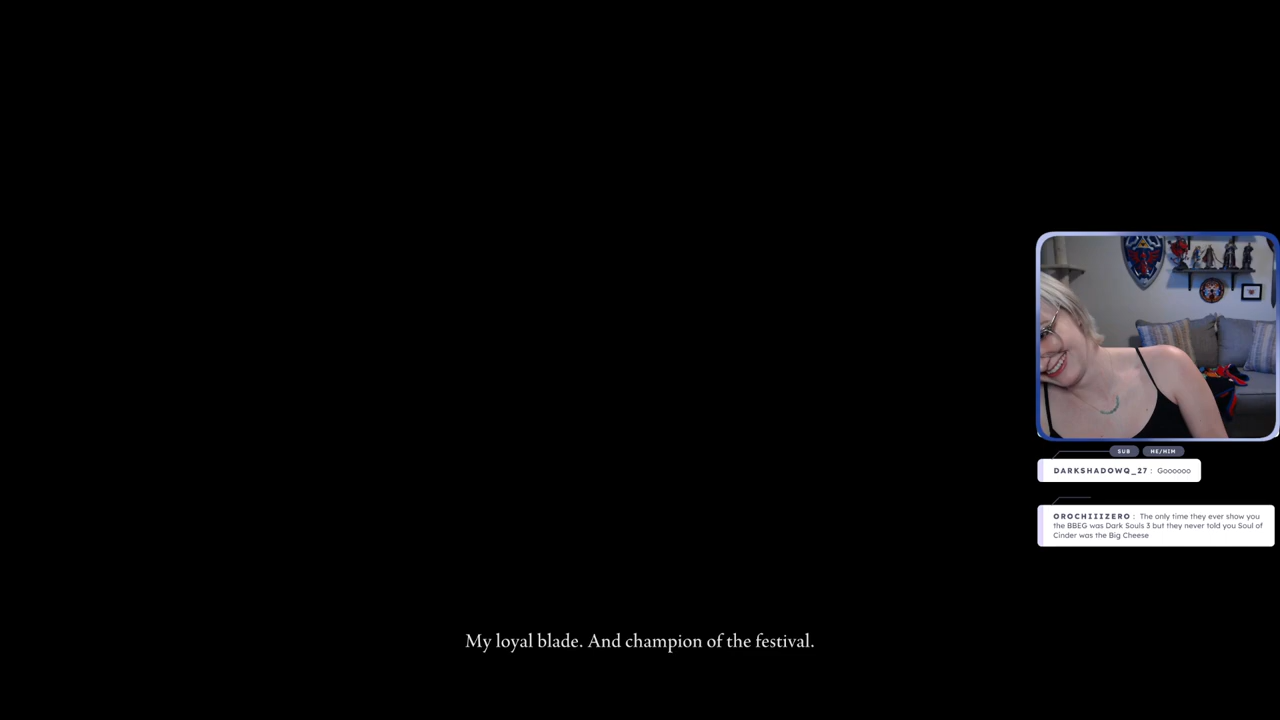 SUB HE/HIM
DARKSHADOWQ_27 : Goooooo
OROCHIIIZERO : The only time they ever show you
the BBEG was Dark Souls 3 but they never told you Soul of
Cinder was the Big Cheese
My loyal blade. And champion of the festival.